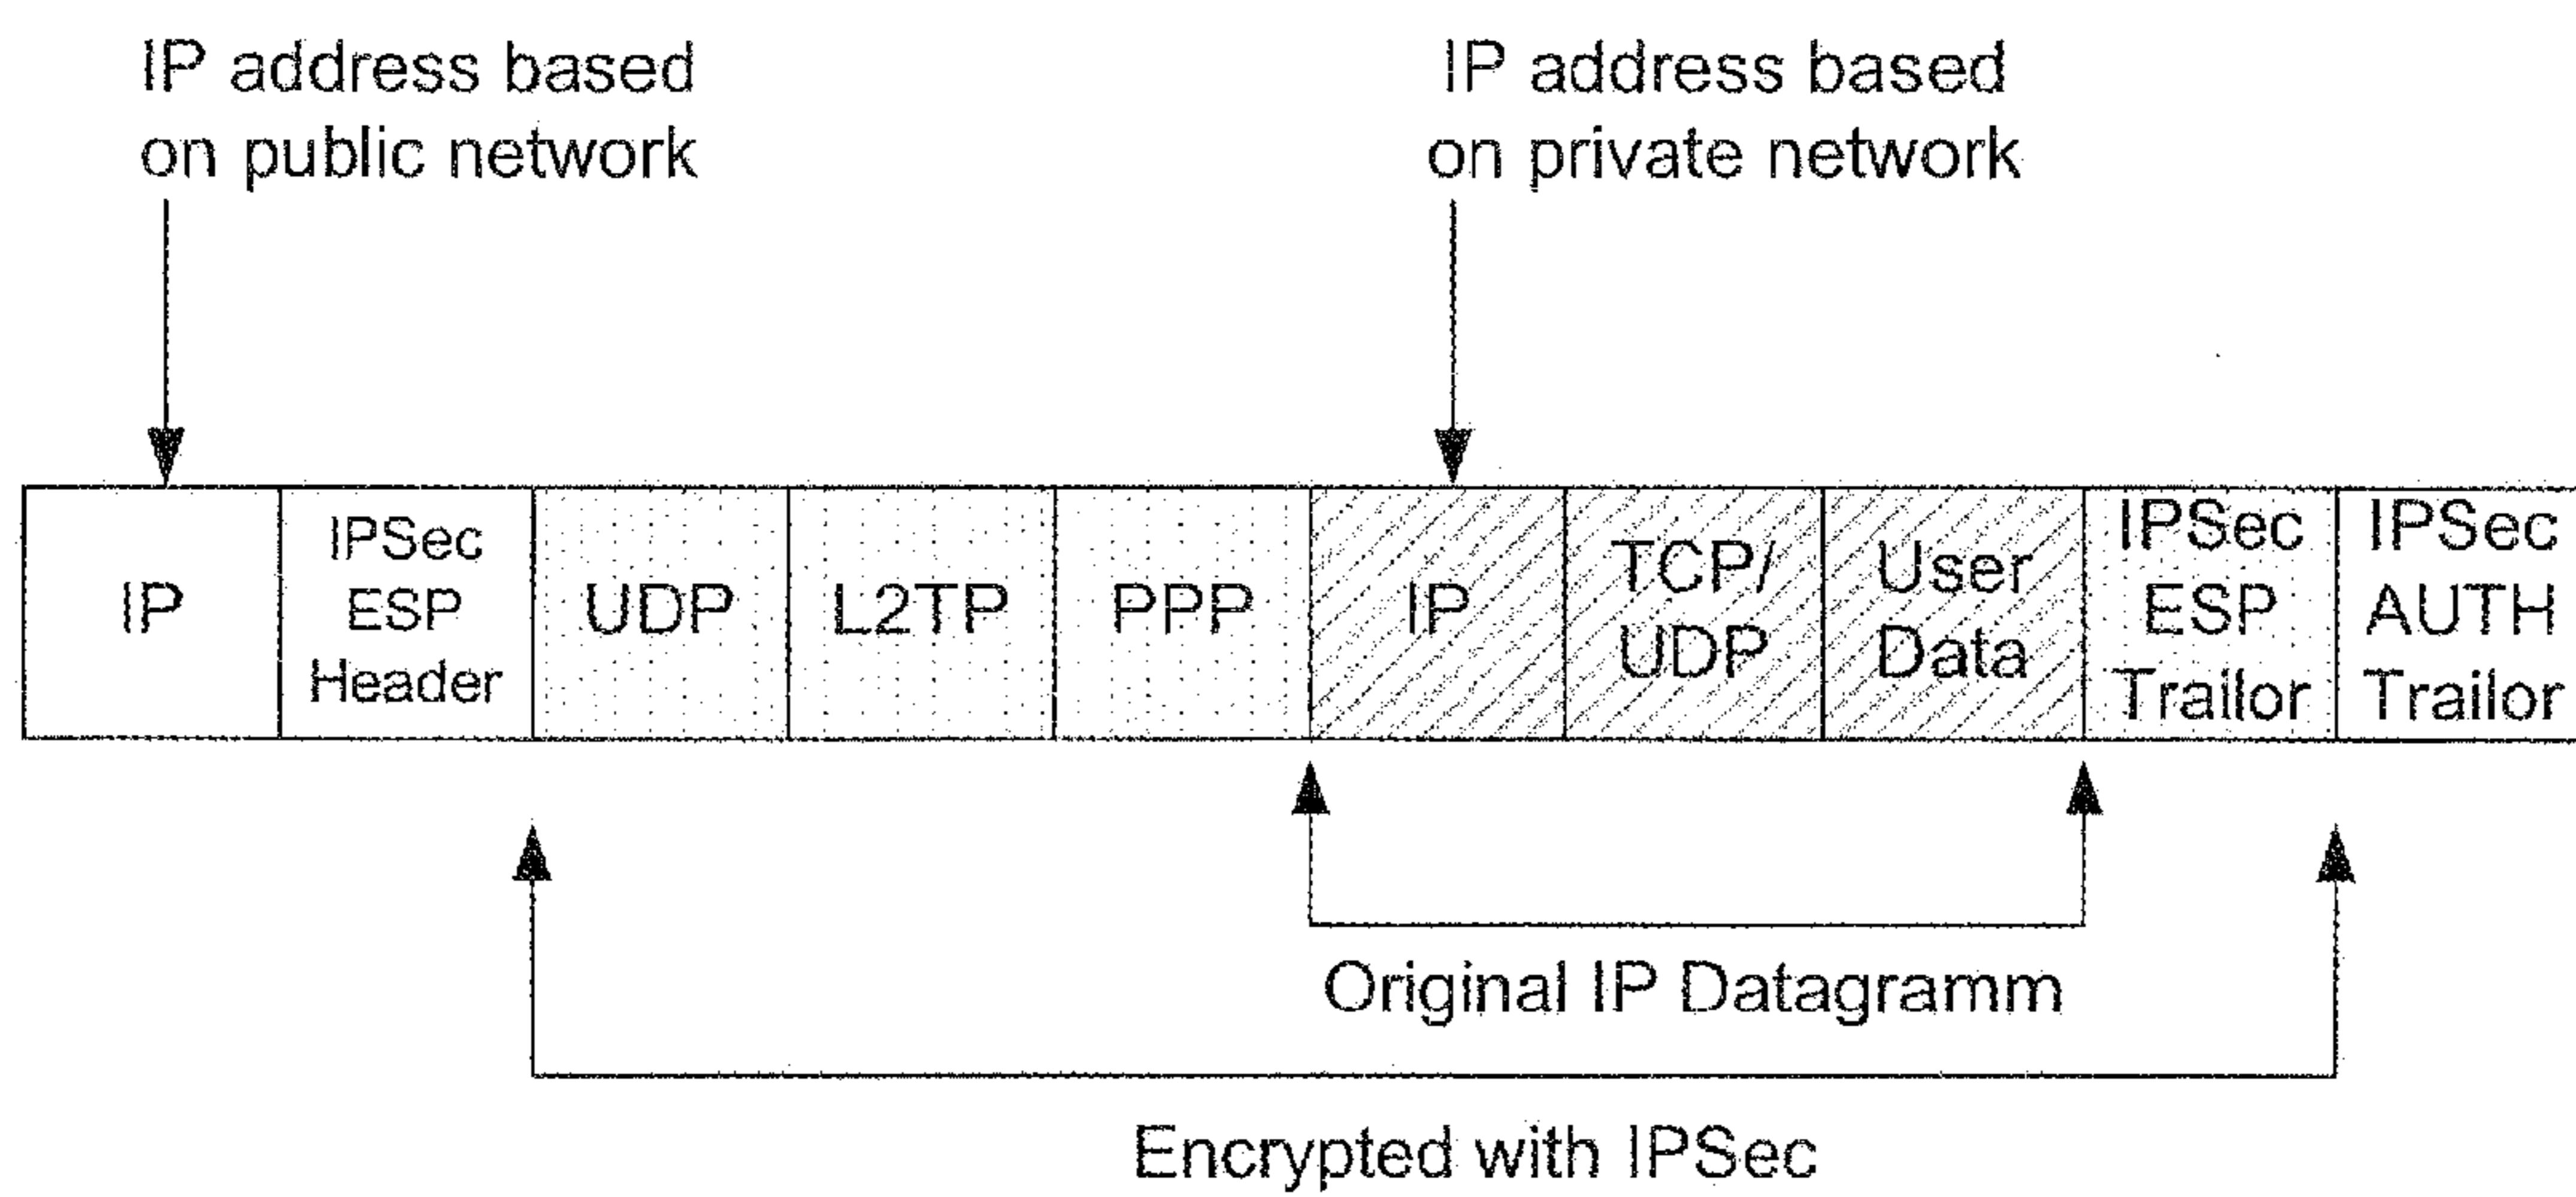 IP address based
on public network
IP address based
on private network
IP
IPSec
ESP
Header
UDP
L2TP
PPP
IP
TCP/
UDP
User
Data
IPSec
ESP
Trailor
IPSec
AUTH
Trailor
Original IP Datagramm
Encrypted with IPSec